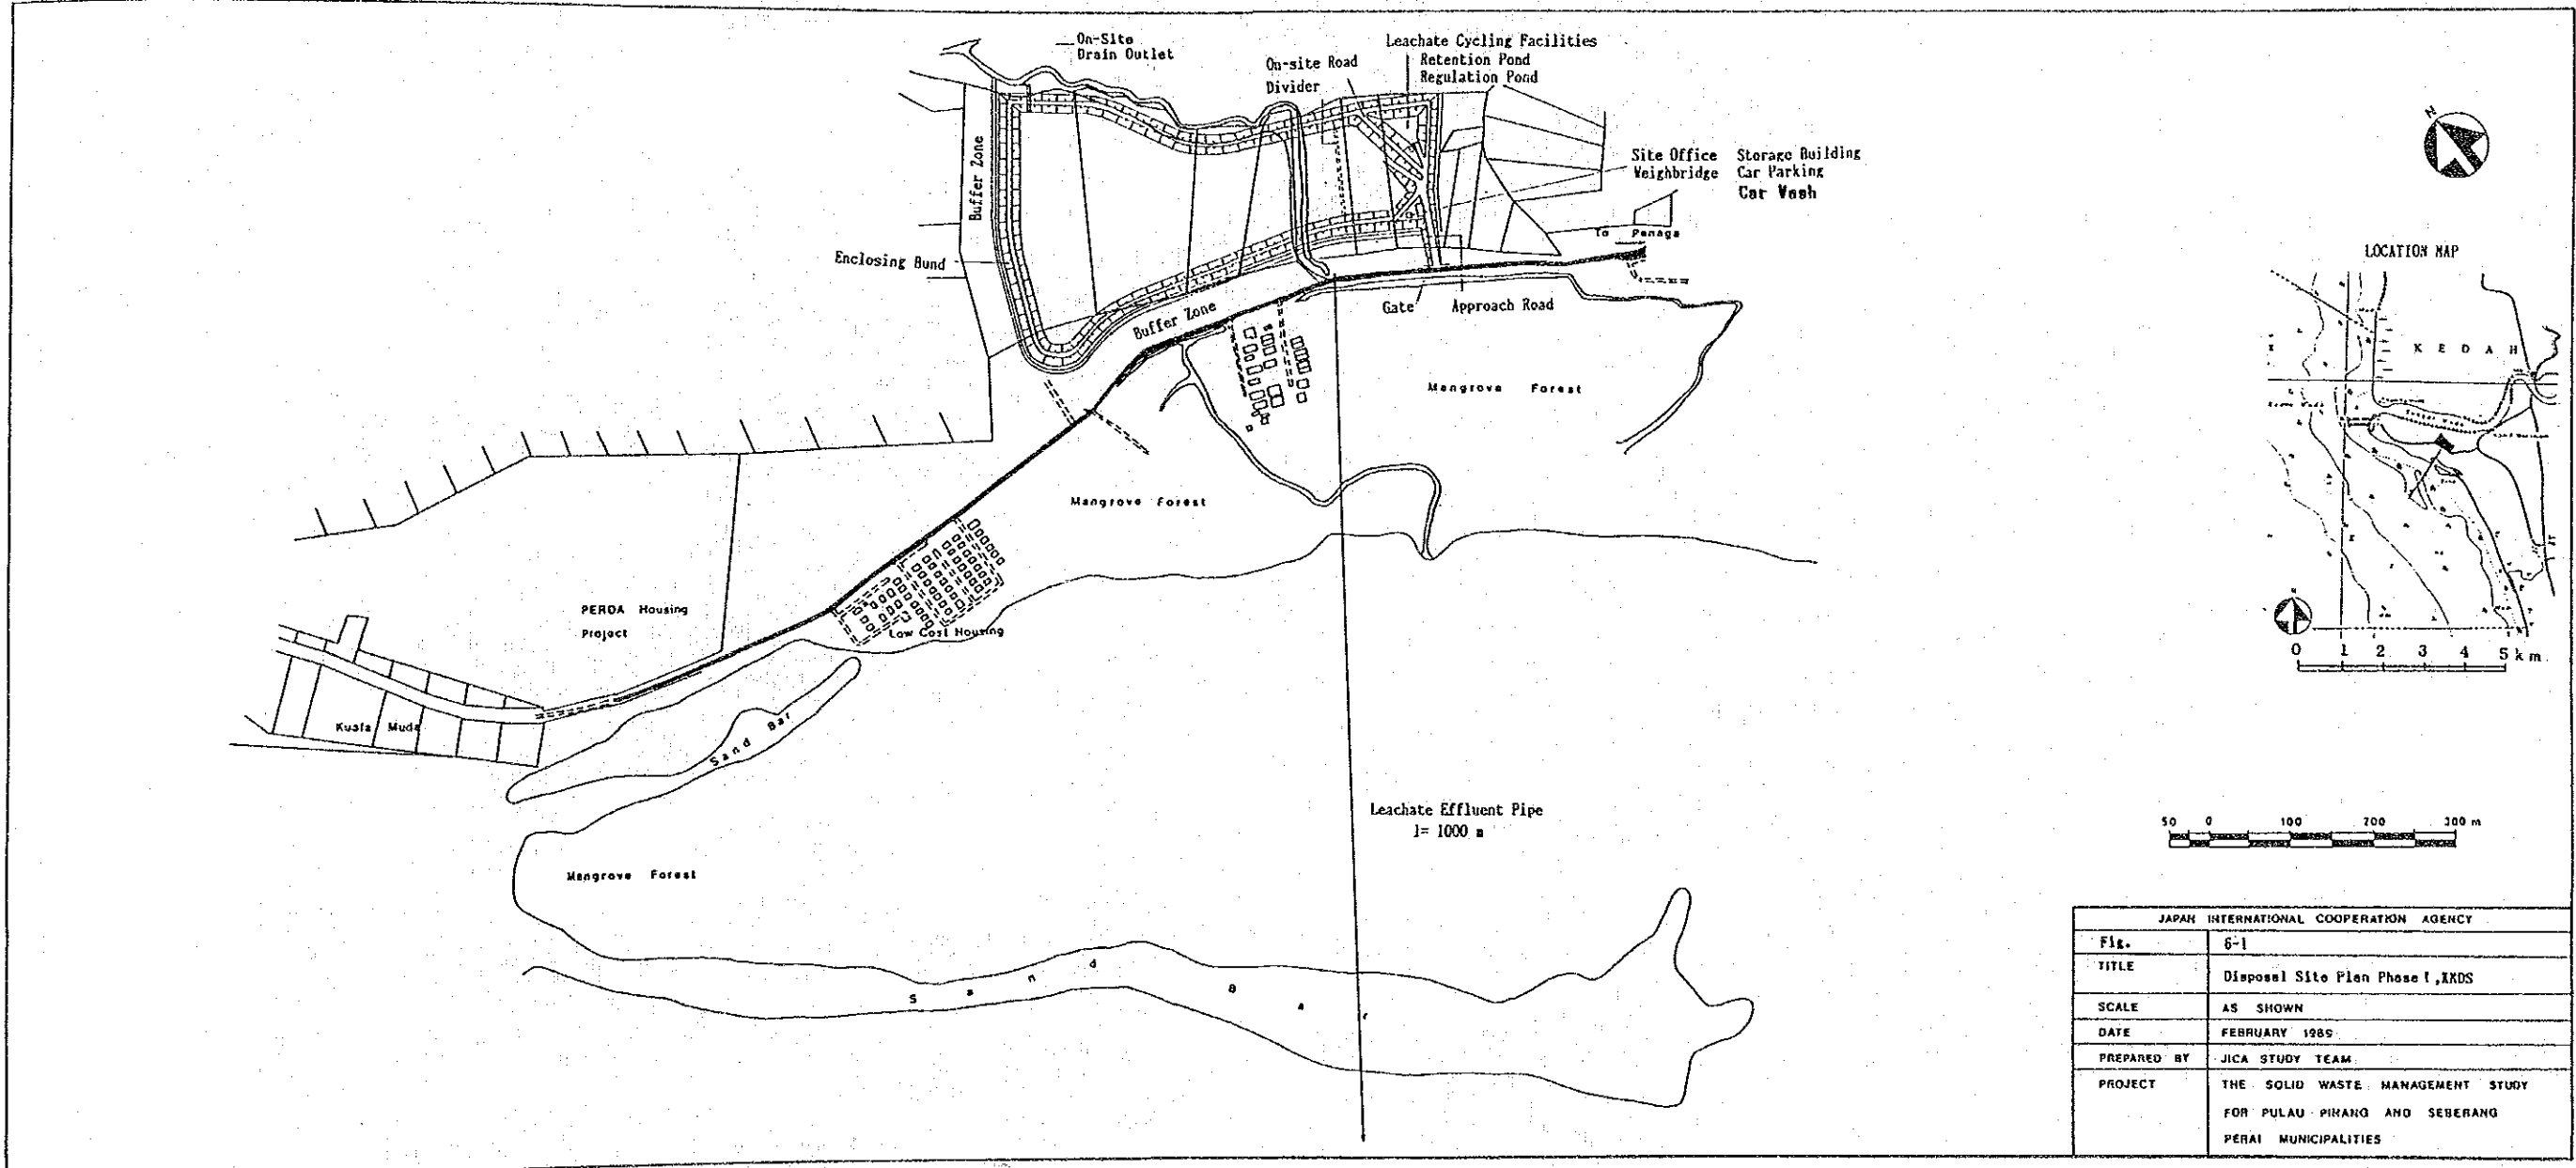 On-Site
Drain Outlet
On-site Road
Divider
Leachate Cycling Facilities
Retention Pond
Regulation Pond
Buffer Zone
Site Office Storage Building
Weighbridge Car Parking
Car Wash
To Penaga
Enclosing Bund
Buffer Zone
Gate
Approach Road
Mangrove Forest
Mangrove Forest
PERDA Housing
Project
Low Cost Housing
Kuala Muda
Sand Bar
Leachate Effluent Pipe
l= 1000 m
Mangrove Forest
Sand Bar
N
LOCATION MAP
KEDAH
N
0 1 2 3 4 5 km
50 0 100 200 300 m
JAPAN INTERNATIONAL COOPERATION AGENCY
Fig. 6-1
TITLE Disposal Site Plan Phase I,
SCALE AS SHOWN
DATE FEBRUARY 1989
PREPARED BY JICA STUDY TEAM
PROJECT THE SOLID WASTE MANAGEMENT STUDY
FOR PULAU PINANG AND SEBERANG
PERAI MUNICIPALITIES